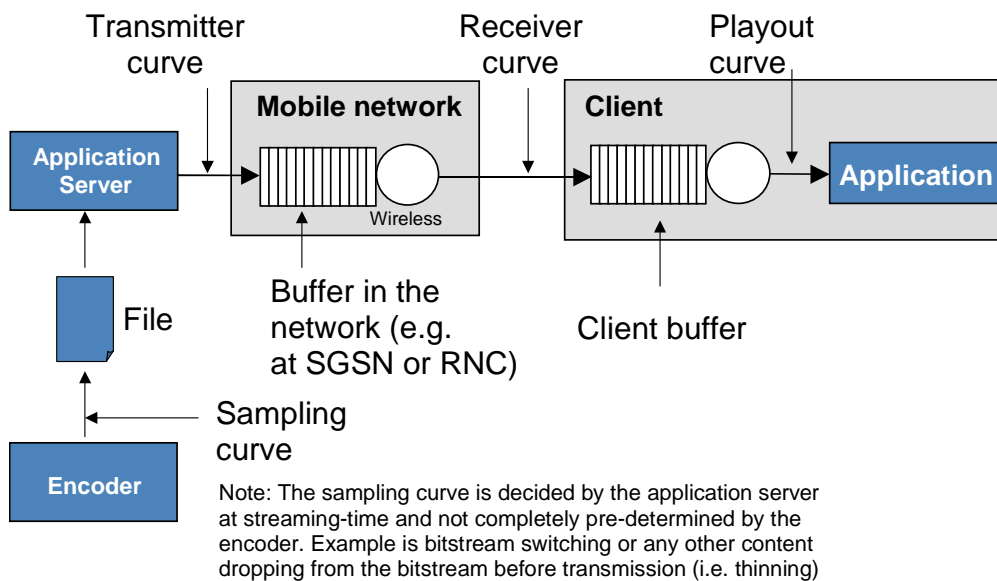 Transmitter
curve
Receiver
curve
Playout
curve
Mobile network
Client
Application
Server
Wireless
Application
File
Buffer in the
network (e.g.
at SGSN or RNC)
Client buffer
Sampling
curve
Encoder
Note: The sampling curve is decided by the application server
at streaming-time and not completely pre-determined by the
encoder. Example is bitstream switching or any other content
dropping from the bitstream before transmission (i.e. thinning)